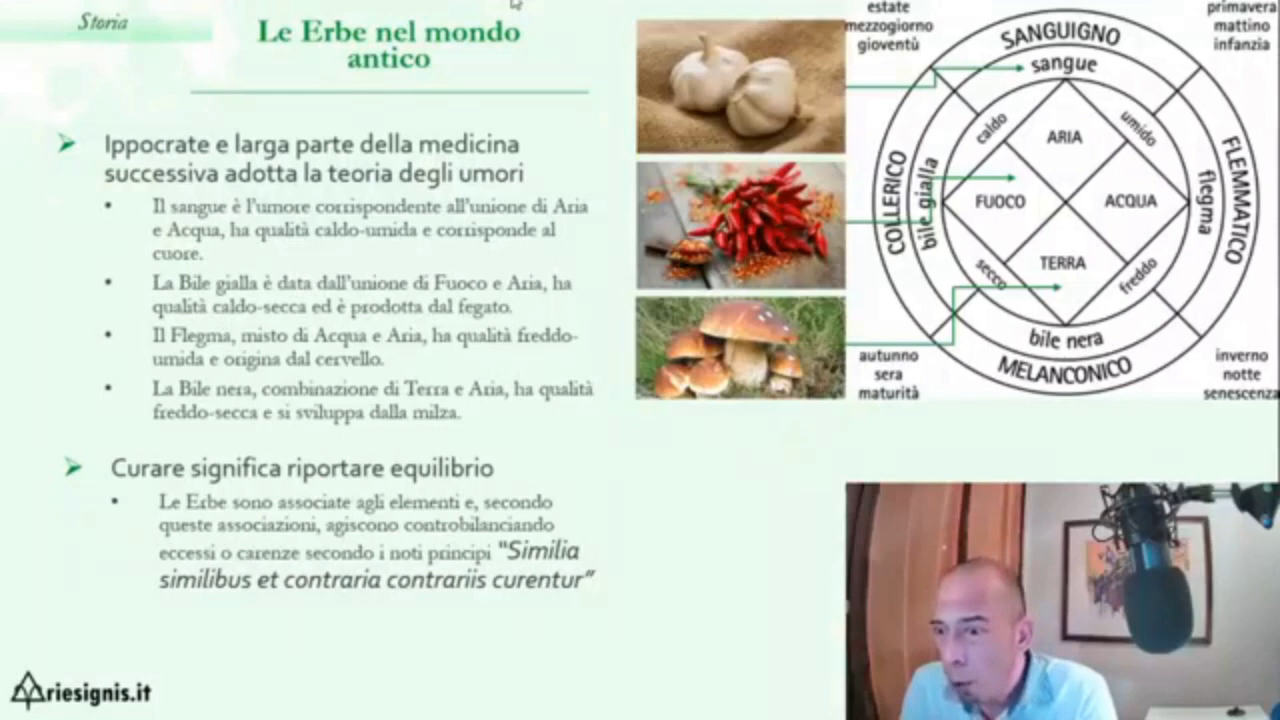 Storia
Le Erbe nel mondo
antico
Ippocrate e larga parte della medicina
successiva adotta la teoria degli umori
Il sangue è l'umore corrispondente all'unione di Aria
e Acqua, ha qualità caldo-umida e corrisponde al
cuore.
La Bile gialla è data dall'unione di Fuoco e Aria, ha
qualità caldo-secca ed è prodotta dal fegato.
Il Flegma, misto di Acqua e Aria, ha qualità freddo-
umida e origina dal cervello.
La Bile nera, combinazione di Terra e Aria, ha qualità
freddo-secca e si sviluppa dalla milza.
Curare significa riportare equilibrio
Le Erbe sono associate agli elementi e, secondo
queste associazioni, agiscono controbilanciando
eccessi o carenze secondo i noti principi "Similia
similibus et contraria contrariis curentur"
estate
mezzogiorno
gioventù
primavera
mattino
infanzia
SANGUIGNO
sangue
caldo
umido
ARIA
COLLERICO
bile gialla
FUOCO
ACQUA
flegma
FLEMMATICO
TERRA
secco
freddo
bile nera
MELANCONICO
autunno
sera
maturità
inverno
notte
senescenza
riesignis.it